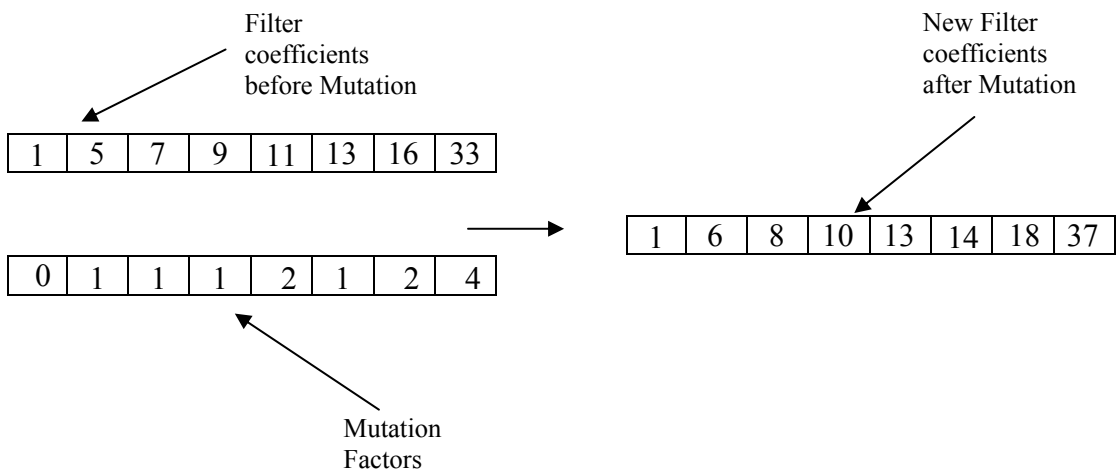 Filter
coefficients
before Mutation
New Filter
coefficients
after Mutation
1 5 7 9 11 13 16 33
1 6 8 10 13 14 18 37
0 1 1 1 2 1 2 4
Mutation
Factors